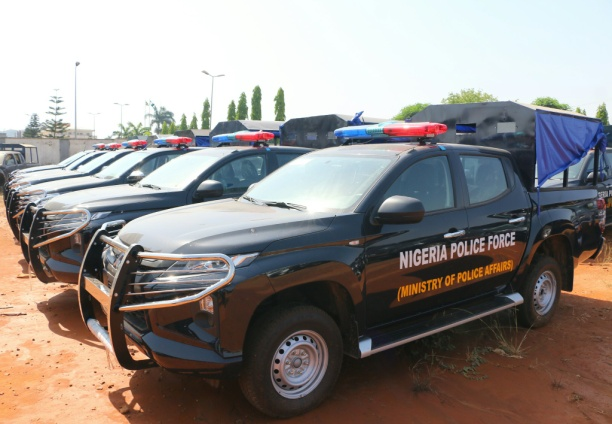 NIGERIA POLICE FORCE
(MINISTRY OF POLICE AFFAIRS)